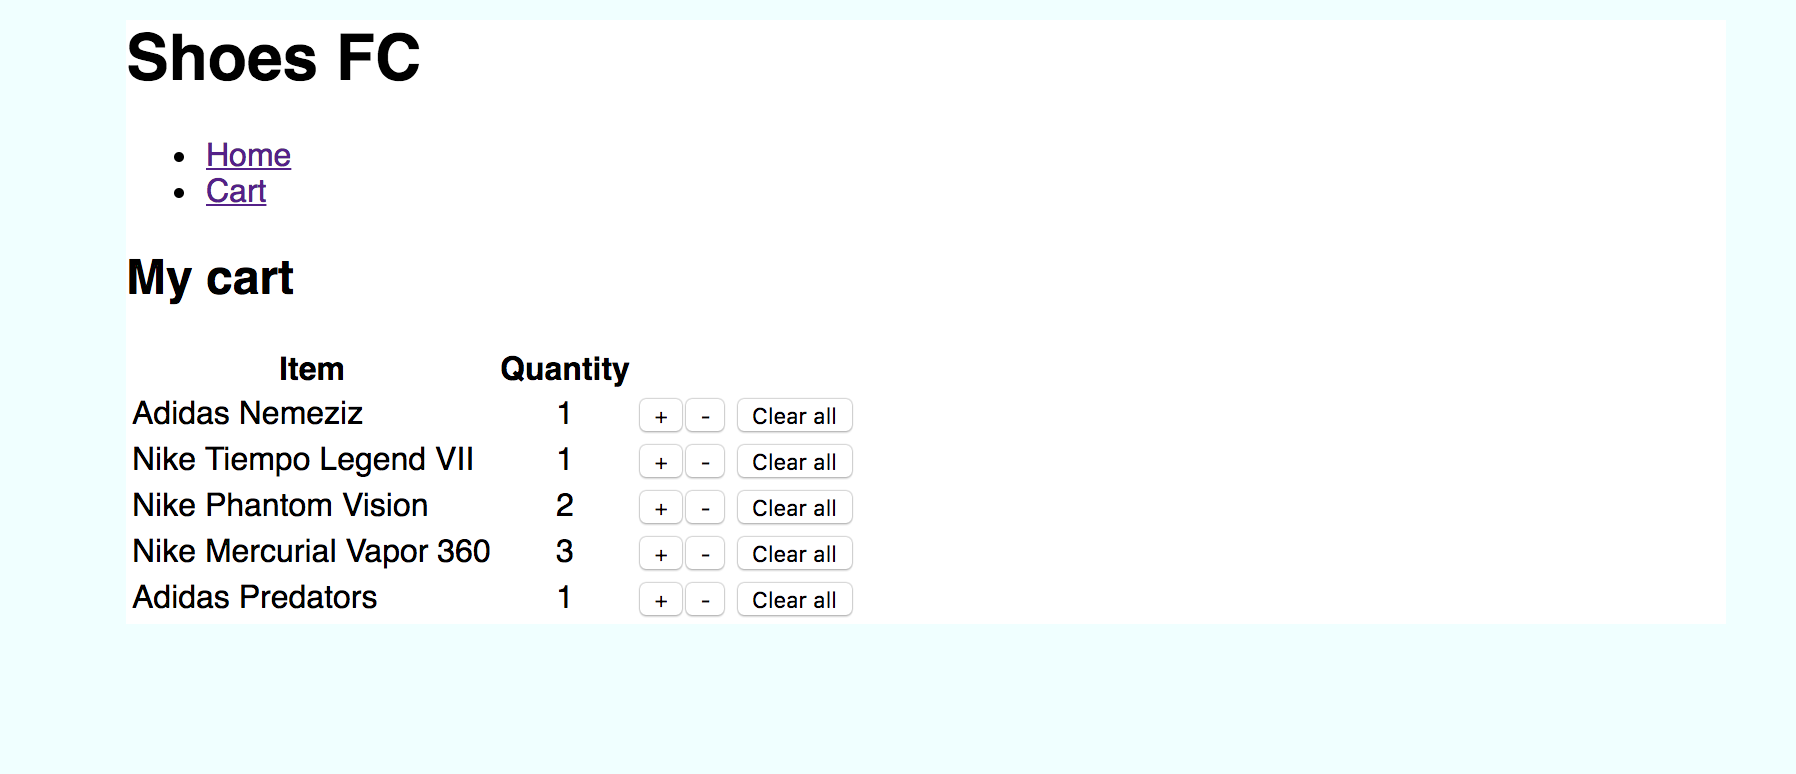 Shoes FC
Home
Cart
My cart
Item Quantity
Adidas Nemeziz 1 + - Clear all
Nike Tiempo Legend VII 1 + - Clear all
Nike Phantom Vision 2 + - Clear all
Nike Mercurial Vapor 360 3 + - Clear all
Adidas Predators 1 + - Clear all